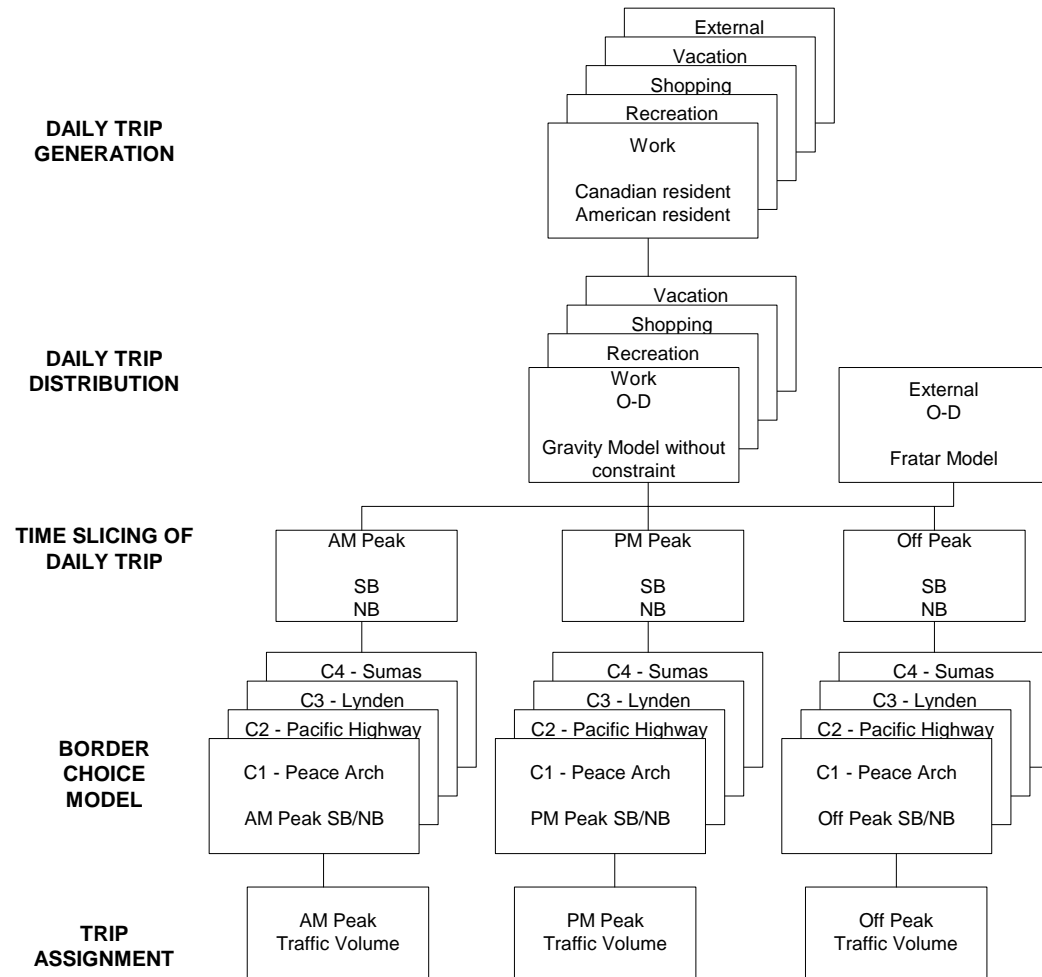 External
Vacation
Shopping
Recreation
DAILY TRIP
GENERATION
Work
Canadian resident
American resident
Vacation
Shopping
Recreation
DAILY TRIP
DISTRIBUTION
Work
O-D
Gravity Model without
constraint
External
O-D
Fratar Model
TIME SLICING OF
DAILY TRIP
AM Peak
SB
NB
PM Peak
SB
NB
Off Peak
SB
NB
BORDER
CHOICE
MODEL
C4 - Sumas
C3 - Lynden
C2 - Pacific Highway
C1 - Peace Arch
AM Peak SB/NB
C4 - Sumas
C3 - Lynden
C2 - Pacific Highway
C1 - Peace Arch
PM Peak SB/NB
C4 - Sumas
C3 - Lynden
C2 - Pacific Highway
C1 - Peace Arch
Off Peak SB/NB
TRIP
ASSIGNMENT
AM Peak
Traffic Volume
PM Peak
Traffic Volume
Off Peak
Traffic Volume